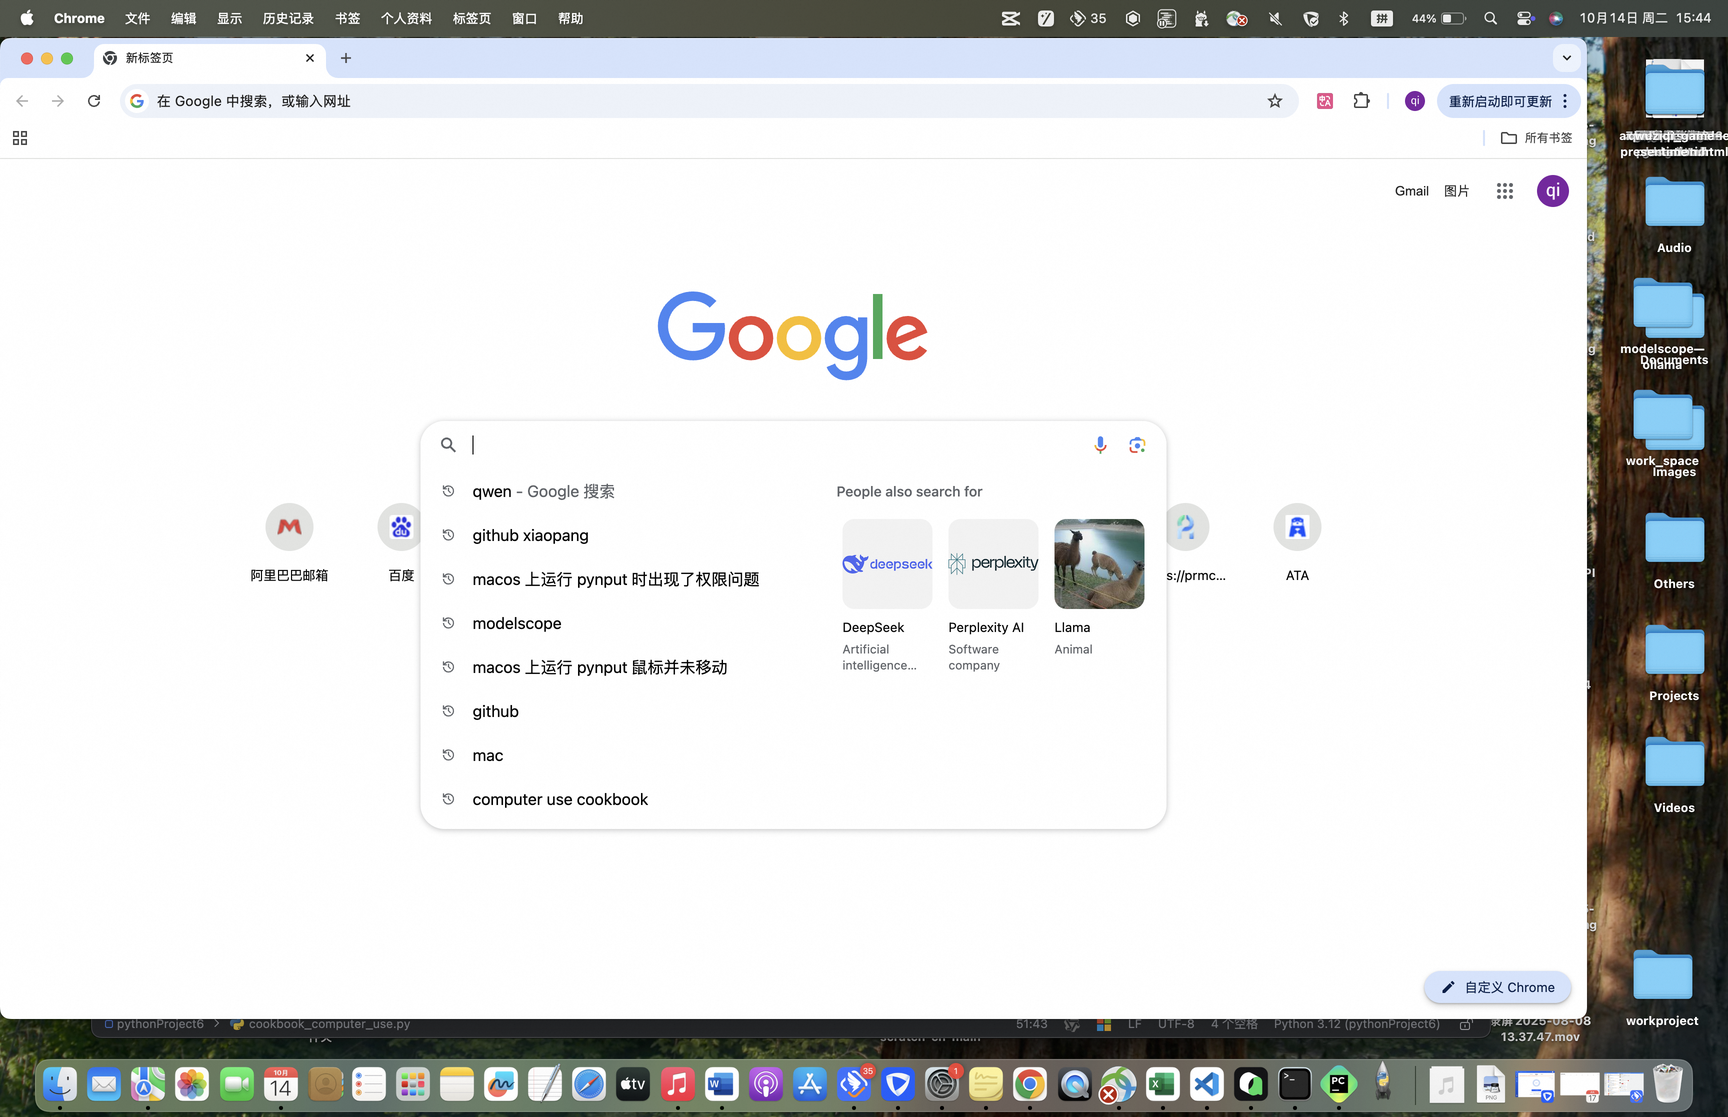 Chrome 文件 编辑 显示 历史记录 书签 个人资料 标签页 窗口 帮助 35 拼 44% 10月14日 周二 15:44
新标签页
在 Google 中搜索，或输入网址 qi 重新启动即可更新
所有书签
Gmail 图片 qi
Google
qwen - Google 搜索
github xiaopang
macos 上运行 pynput 时出现了权限问题
modelscope
macos 上运行 pynput 鼠标并未移动
github
mac
computer use cookbook
People also search for
deepseek perplexity
DeepSeek
Artificial
intelligence...
Perplexity AI
Software
company
Llama
Animal
阿里巴巴邮箱
du
百度
s://prmc...
ATA
自定义 Chrome
Audio
modelscope—
ollama
Documents
work_space
Images
Others
Projects
Videos
workproject
pythonProject6 > cookbook_computer_use.py 51:43 LF UTF-8 4 个空格 Python 3.12 (pythonProject6)
2025-08-08
13.37.47.mov
10月
14
tv
W
35
1
X
PC
PNG
17